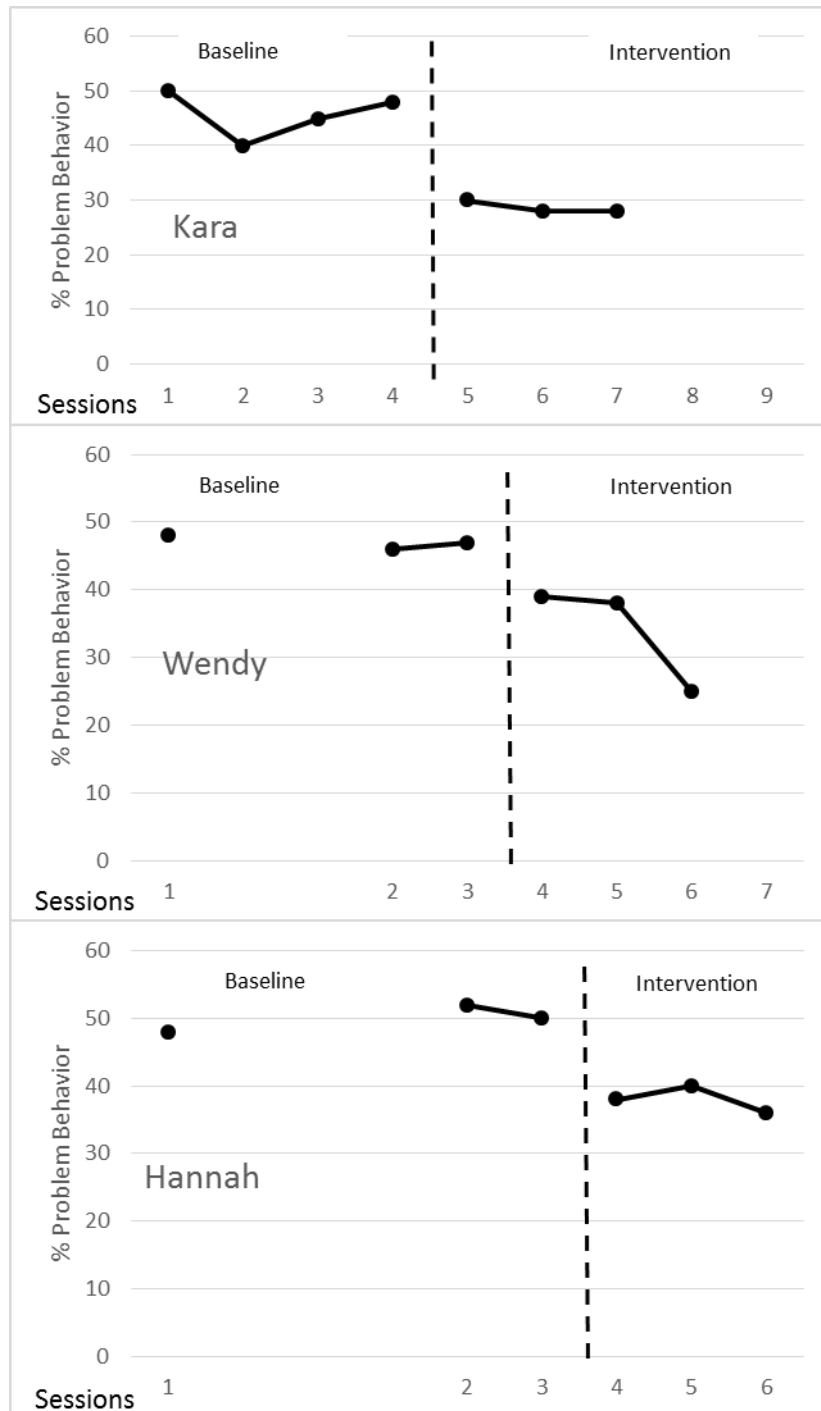 60
Baseline Intervention
50
40
30
Kara
20
10
0
% Problem Behavior
Sessions 1 2 3 4 5 6 7 8 9
60
Baseline Intervention
50
40
30
Wendy
20
10
0
% Problem Behavior
Sessions 1 2 3 4 5 6 7
60
Baseline Intervention
50
40
30
Hannah
20
10
0
% Problem Behavior
Sessions 1 2 3 4 5 6